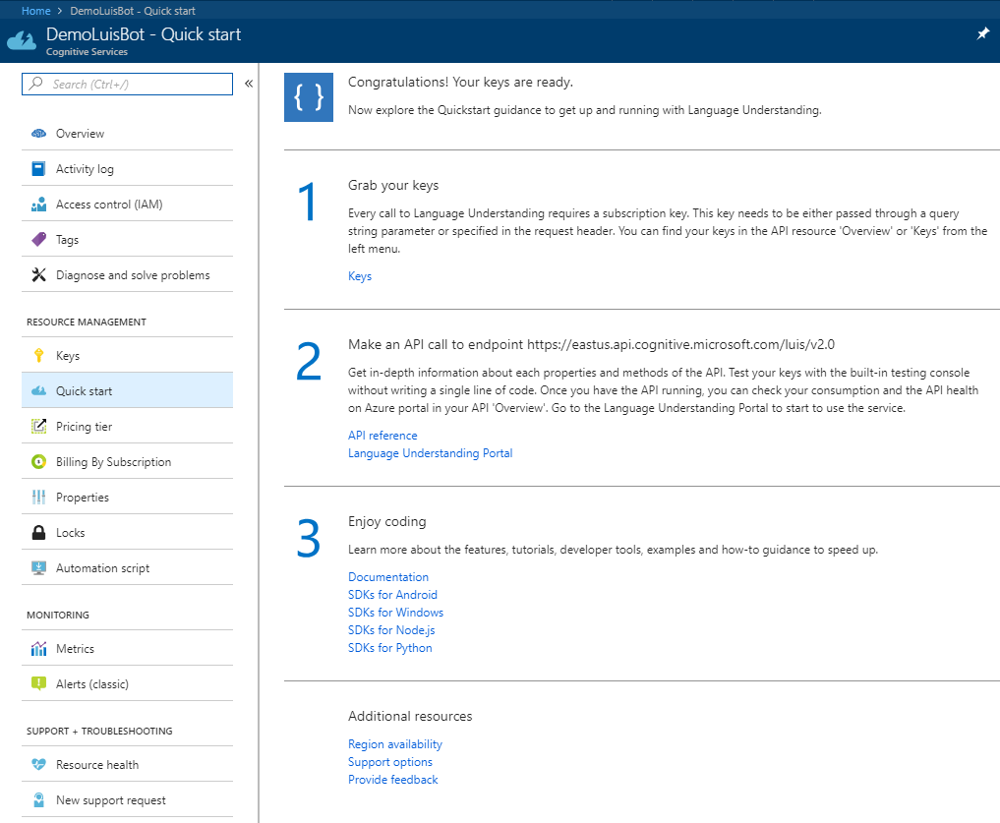 Home > DemoLuisBot - Quick start
DemoLuisBot - Quick start
Cognitive Services
Search (Ctrl+/)
«
Overview
Activity log
Access control (IAM)
Tags
Diagnose and solve problems
RESOURCE MANAGEMENT
Keys
Quick start
Pricing tier
Billing By Subscription
Properties
Locks
Automation script
MONITORING
Metrics
Alerts (classic)
SUPPORT + TROUBLESHOOTING
Resource health
New support request
{ }
Congratulations! Your keys are ready.
Now explore the Quickstart guidance to get up and running with Language Understanding.
1
Grab your keys
Every call to Language Understanding requires a subscription key. This key needs to be either passed through a query
string parameter or specified in the request header. You can find your keys in the API resource 'Overview' or 'Keys' from the
left menu.
Keys
2
Make an API call to endpoint https://eastus.api.cognitive.microsoft.com/luis/v2.0
Get in-depth information about each properties and methods of the API. Test your keys with the built-in testing console
without writing a single line of code. Once you have the API running, you can check your consumption and the API health
on Azure portal in your API 'Overview'. Go to the Language Understanding Portal to start to use the service.
API reference
Language Understanding Portal
3
Enjoy coding
Learn more about the features, tutorials, developer tools, examples and how-to guidance to speed up.
Documentation
SDKs for Android
SDKs for Windows
SDKs for Node.js
SDKs for Python
Additional resources
Region availability
Support options
Provide feedback